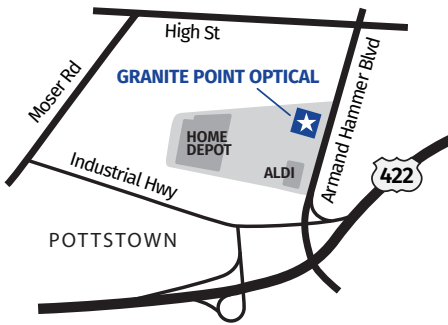 High St
Moser Rd
GRANITE POINT OPTICAL
Armand Hammer Blvd
HOME
DEPOT
ALDI
Industrial Hwy
422
POTTSTOWN